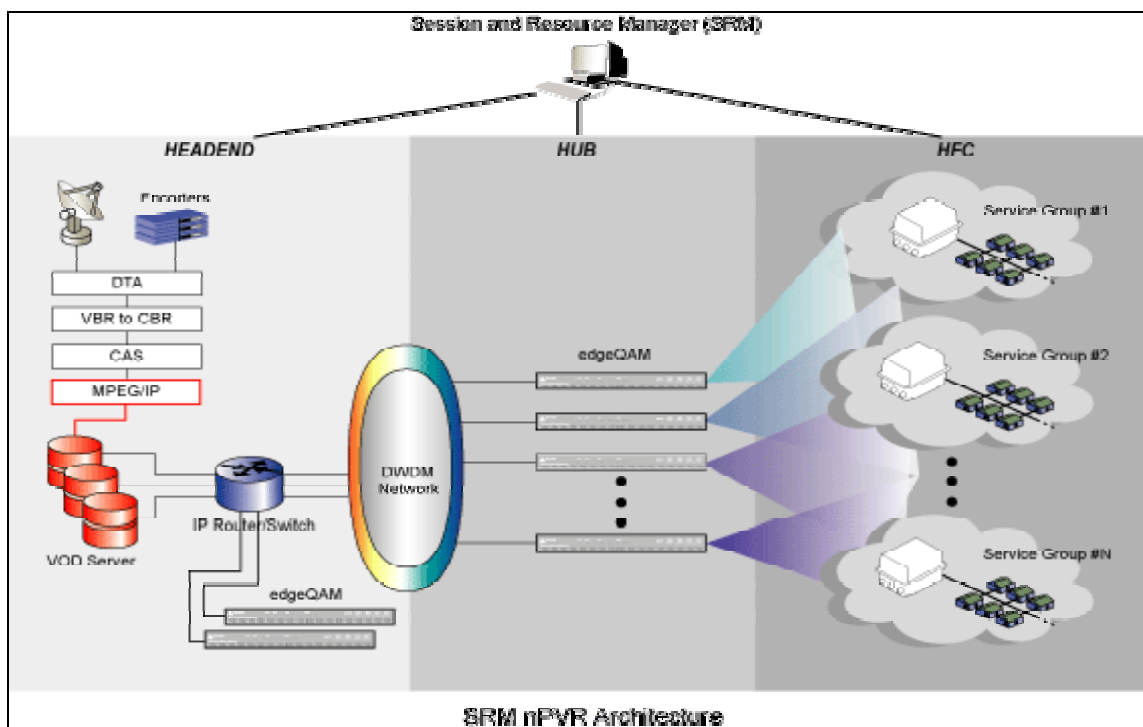 Session and Resource Manager (SRM)
HEADEND
HUB
HFC
Encoders
DTA
VBR to CBR
CAS
MPEG/IP
VOD Server
IP Router/Switch
edgeQAM
DWDM
Network
edgeQAM
Service Group #1
Service Group #2
Service Group #N
SRM nPVR Architecture